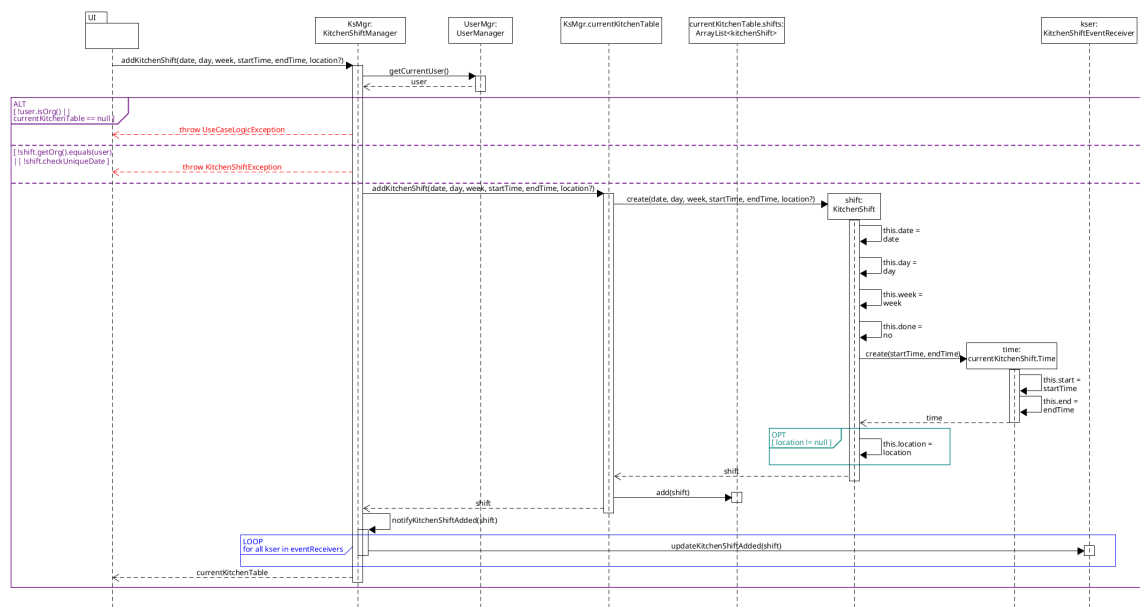 UI
KsMgr:
KitchenShiftManager
UserMgr:
UserManager
KsMgr.currentKitchenTable
currentKitchenTable.shifts:
ArrayList<kitchenShift>
kser:
KitchenShiftEventReceiver
addKitchenShift(date, day, week, startTime, endTime, location?)
getCurrentUser()
user
ALT
[ !user.isOrg() ||
currentKitchenTable == null ]
throw UseCaseLogicException
[ !shift.getOrg().equals(user)
|| !shift.checkUniqueDate ]
throw KitchenShiftException
addKitchenShift(date, day, week, startTime, endTime, location?)
create(date, day, week, startTime, endTime, location?)
shift:
KitchenShift
this.date =
date
this.day =
day
this.week =
week
this.done =
no
create(startTime, endTime)
time:
currentKitchenShift.Time
this.start =
startTime
this.end =
endTime
time
OPT
[ location != null ]
this.location =
location
shift
add(shift)
shift
notifyKitchenShiftAdded(shift)
LOOP
for all kser in eventReceivers
updateKitchenShiftAdded(shift)
currentKitchenTable